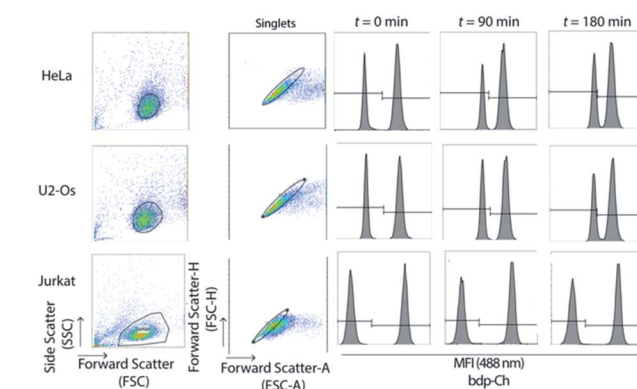 Singlets
t = 0 min
t = 90 min
t = 180 min
HeLa
U2-Os
Jurkat
Side Scatter
(SSC)
Forward Scatter
(FSC)
Forward Scatter-H
(FSC-H)
Forward Scatter-A
(FSC-A)
MFI (488 nm)
bdp-Ch